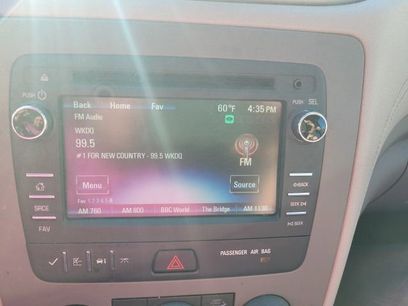 PUSH
SEL
Back Home Fav 60°F 4:35 PM
FM Audio
WKDQ
99.5
#1 FOR NEW COUNTRY - 99.5 WKDQ
FM
Menu Source
Fav 1 2 3 4 5 6
AM 760 AM 800 BBC World The Bridge AM 1130
BACK
SEEK
SRCE
FAV
SEEK
PASSENGER AIR BAG